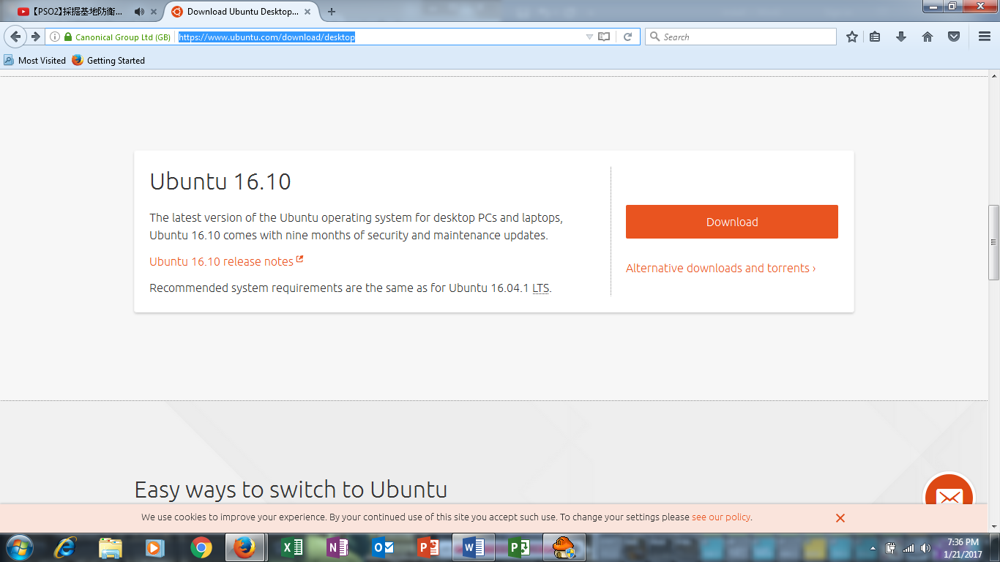 【PSO2】採掘基地防衛...
Download Ubuntu Desktop...
Canonical Group Ltd (GB)
https://www.ubuntu.com/download/desktop
Search
Most Visited
Getting Started
Ubuntu 16.10
The latest version of the Ubuntu operating system for desktop PCs and laptops,
Ubuntu 16.10 comes with nine months of security and maintenance updates.
Ubuntu 16.10 release notes
Recommended system requirements are the same as for Ubuntu 16.04.1 LTS.
Download
Alternative downloads and torrents ›
Easy ways to switch to Ubuntu
We use cookies to improve your experience. By your continued use of this site you accept such use. To change your settings please see our policy.
7:36 PM
1/21/2017